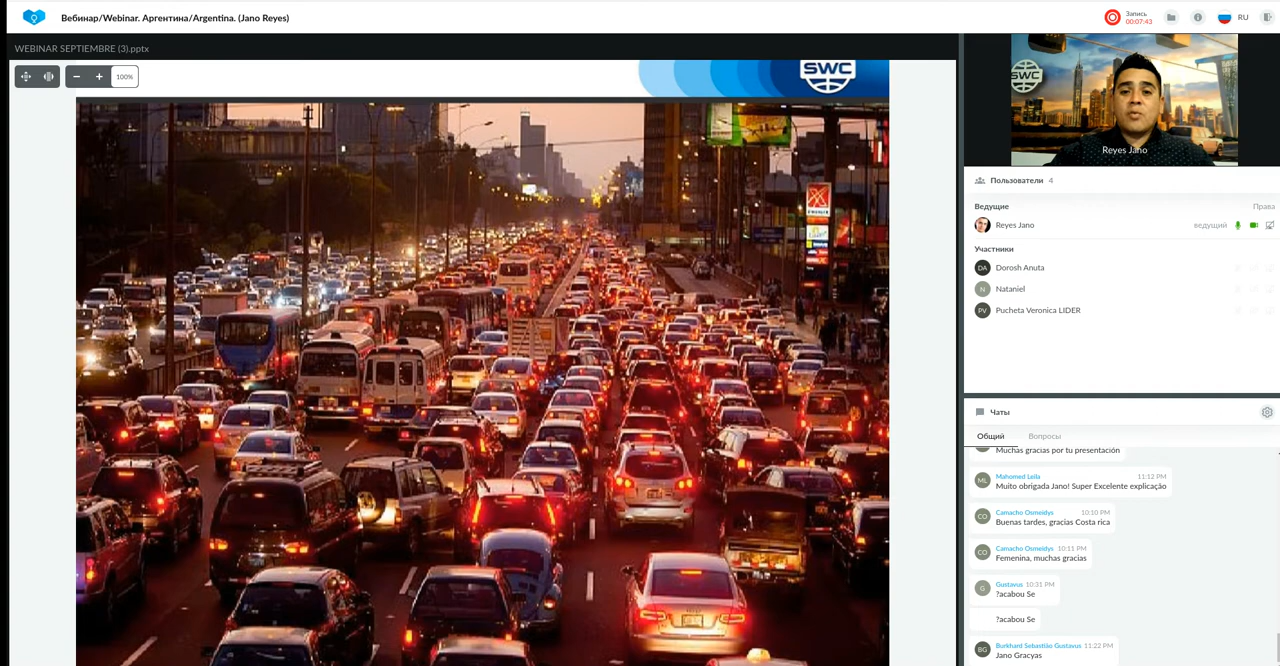 Вебинар/Webinar. Аргентина/Argentina. (Jano Reyes)
Запись
00:07:43
RU
WEBINAR SEPTIEMBRE (3).pptx
100%
SWC
SWC
Reyes Jano
Пользователи 4
Ведущие Права
Reyes Jano ведущий
Участники
DA Dorosh Anuta
N Nataniel
PV Pucheta Veronica LIDER
Чаты
Общий Вопросы
Muchas gracias por tu presentación
ML Mahomed Leila 11:12 PM
Muito obrigada Jano! Super Excelente explicação
CO Camacho Osmeidys 10:10 PM
Buenas tardes, gracias Costa rica
CO Camacho Osmeidys 10:11 PM
Femenina, muchas gracias
G Gustavus 10:31 PM
?acabou Se
?acabou Se
BG Burkhard Sebastião Gustavus 11:22 PM
Jano Gracyas